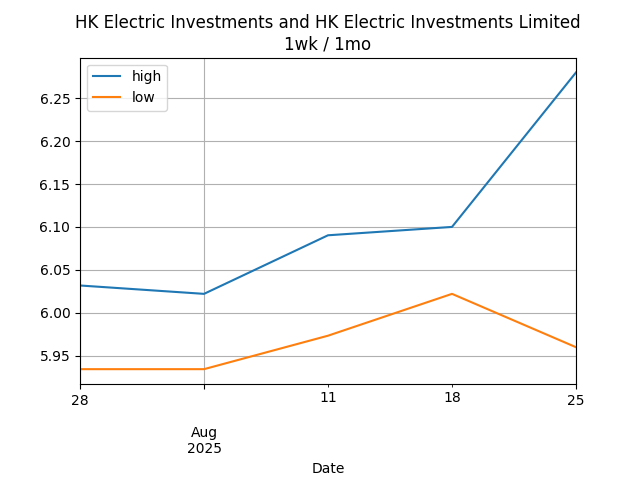 HK Electric Investments and HK Electric Investments Limited
1wk / 1mo
high
low
6.25
6.20
6.15
6.10
6.05
6.00
5.95
28
11
18
25
Aug
2025
Date